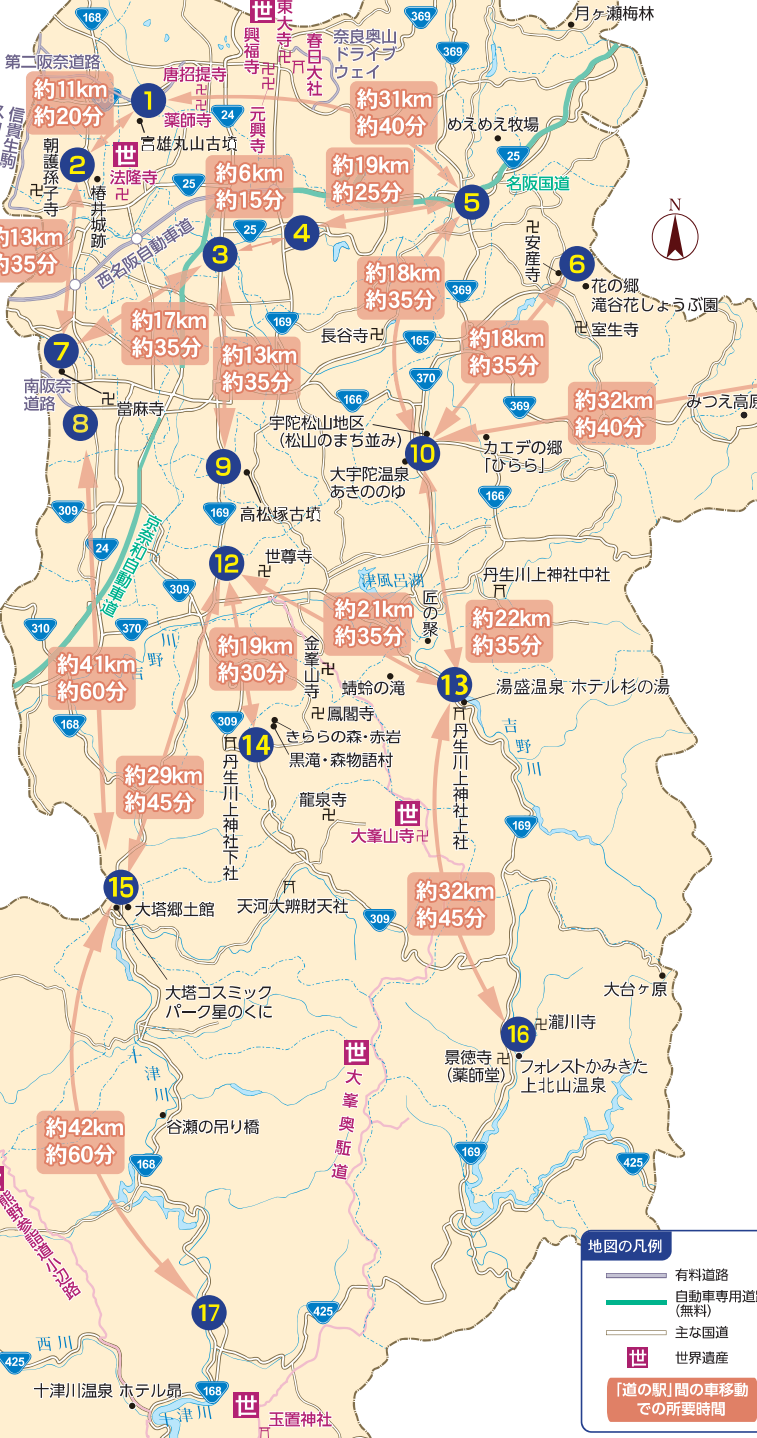 168
世
東大寺
興福寺
春日大社
奈良奥山
ドライブ
ウェイ
369
369
月ヶ瀬梅林
第二阪奈道路
約11km
約20分
1
唐招提寺
薬師寺
24
元興寺
約31km
約40分
めえめえ牧場
信貴生駒
富雄丸山古墳
朝護孫子寺
2
世
法隆寺
椿井城跡
25
約6km
約15分
約19km
約25分
25
名阪国道
5
N
約13km
約35分
西名阪自動車道
3
25
4
安産寺
6
花の郷
滝谷花しょうぶ園
室生寺
約18km
約35分
369
約17km
約35分
169
長谷寺
165
約18km
約35分
7
約13km
約35分
370
南阪奈
道路
當麻寺
166
369
約32km
約40分
みつえ高原
8
宇陀松山地区
(松山のまち並み)
10
カエデの郷
「ひらら」
9
大宇陀温泉
あきののゆ
高松塚古墳
169
166
309
24
京奈和自動車道
12
世尊寺
309
津風呂湖
丹生川上神社中社
310
370
吉野川
約21km
約35分
匠の聚
約22km
約35分
約41km
約60分
約19km
約30分
金峯山寺
蜻蛉の滝
13
湯盛温泉 ホテル杉の湯
168
309
鳳閣寺
14
きららの森・赤岩
黒滝・森物語村
丹生川上神社下社
丹生川上神社上社
吉野川
約29km
約45分
龍泉寺
世
大峯山寺
169
15
大塔郷土館
天河大辨財天社
309
約32km
約45分
大塔コスミック
パーク星のくに
大台ヶ原
十津川
16
瀧川寺
景徳寺
(薬師堂)
フォレストかみきた
上北山温泉
世
大峯奥駈道
谷瀬の吊り橋
約42km
約60分
168
169
425
熊野参詣道小辺路
17
425
西川
425
十津川温泉 ホテル昴
168
十津川
世
玉置神社
地図の凡例
有料道路
自動車専用道路
(無料)
主な国道
世
世界遺産
「道の駅」間の車移動
での所要時間